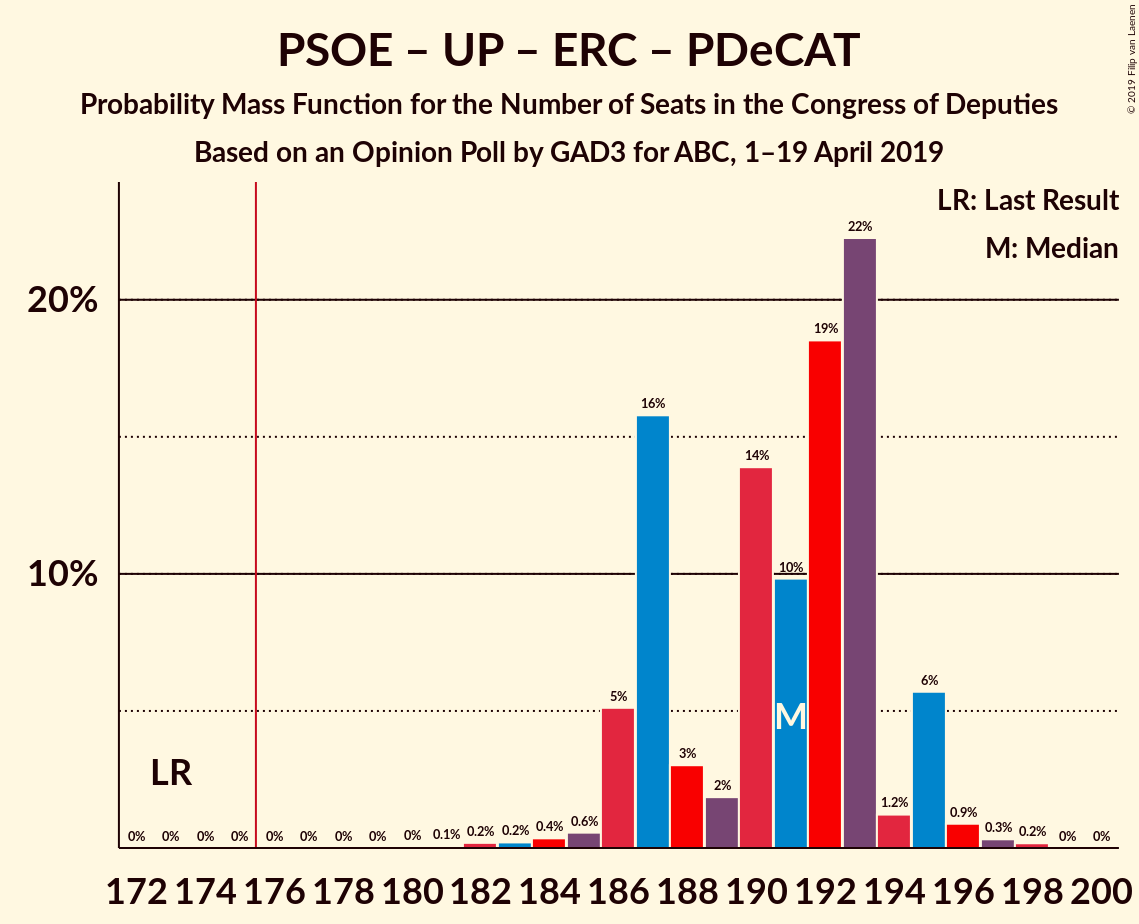 PSOE – UP – ERC – PDeCAT
Probability Mass Function for the Number of Seats in the Congress of Deputies
Based on an Opinion Poll by GAD3 for ABC, 1–19 April 2019
© 2019 Filip van Laenen
LR: Last Result
M: Median
20%
10%
LR
M
0% 0% 0% 0% 0% 0% 0% 0% 0% 0.1% 0.2% 0.2% 0.4% 0.6% 5% 16% 3% 2% 14% 10% 19% 22% 1.2% 6% 0.9% 0.3% 0.2% 0% 0%
172 174 176 178 180 182 184 186 188 190 192 194 196 198 200